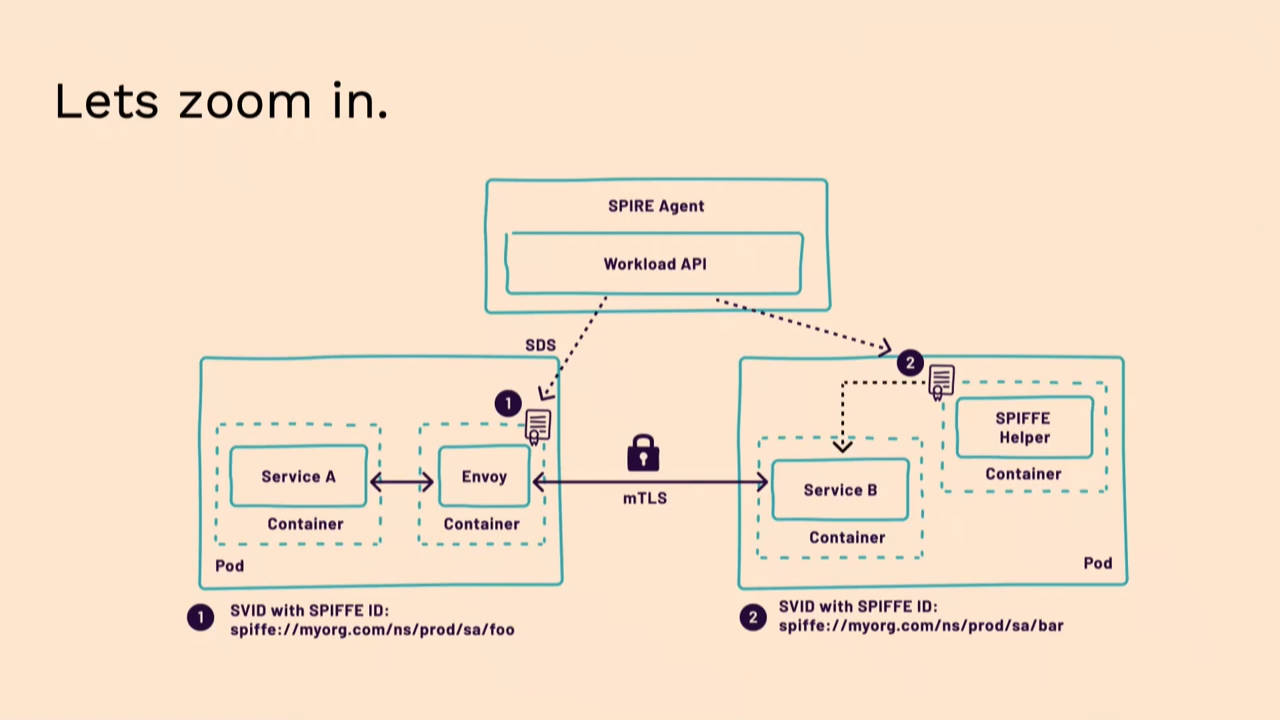 Lets zoom in.
SPIRE Agent
Workload API
SDS
1
2
SPIFFE
Helper
Container
Service A
Container
Envoy
Container
Pod
mTLS
Service B
Container
Pod
1
SVID with SPIFFE ID:
spiffe://myorg.com/ns/prod/sa/foo
2
SVID with SPIFFE ID:
spiffe://myorg.com/ns/prod/sa/bar